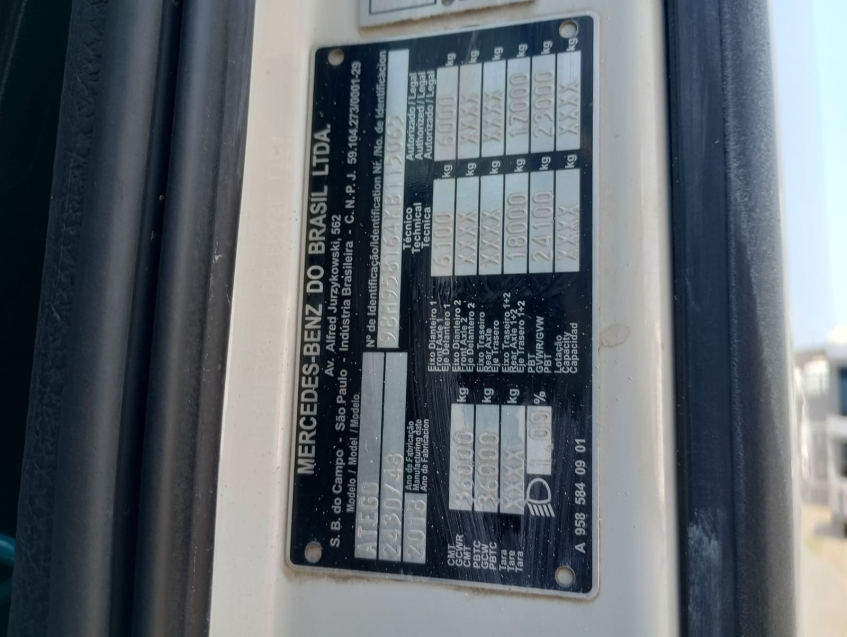 MERCEDES-BENZ DO BRASIL LTDA.
Av. Alfred Jurzykowski, 562
S. B. do Campo - São Paulo - Indústria Brasileira - C. N. P. J. 59.104.273/0001-29
Modelo / Model / Modelo
Nº de Identificação/Identification Nr. /No. de Identificacion
ATEGO
2430/48
Ano de Fabricação
Manufacturing date
Ano de Fabricacion
2018
Técnico
Technical
Tecnica
Autorizado / Legal
Authorized / Legal
Autorizado / Legal
Eixo Dianteiro 1
Front Axle 1
Eje Delantero 1
6100 kg 6000 kg
Eixo Dianteiro 2
Front Axle 2
Eje Delantero 2
XXXX kg XXXX kg
Eixo Traseiro
Rear Axle
Eje Trasero
XXXX kg XXXX kg
Eixo Traseiro 1+2
Rear Axle 1+2
Eje Trasero 1+2
18000 kg 17000 kg
PBT
GVWR/GVW
PBT
24100 kg 23000 kg
Lotação
Capacity
Capacidad
XXXX kg XXXX kg
CMT
GCWR
CMT
36000 kg
PBTC
GCW
PBTC
36000 kg
Tara
Tare
Tara
XXXX kg
%
A 958 584 09 01